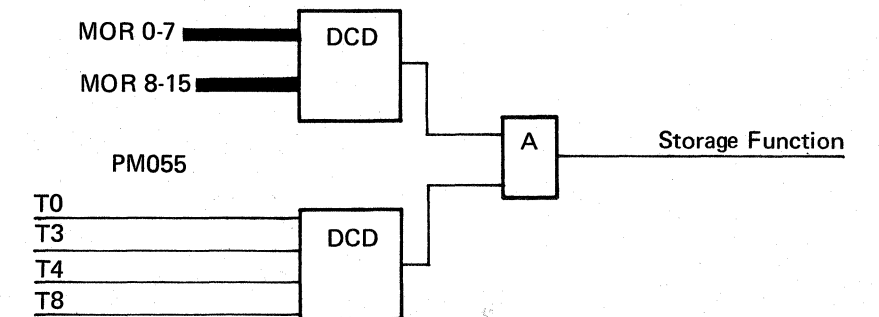 MOR 0-7
DCD
MOR 8-15
A
Storage Function
PM055
T0
DCD
T3
T4
T8